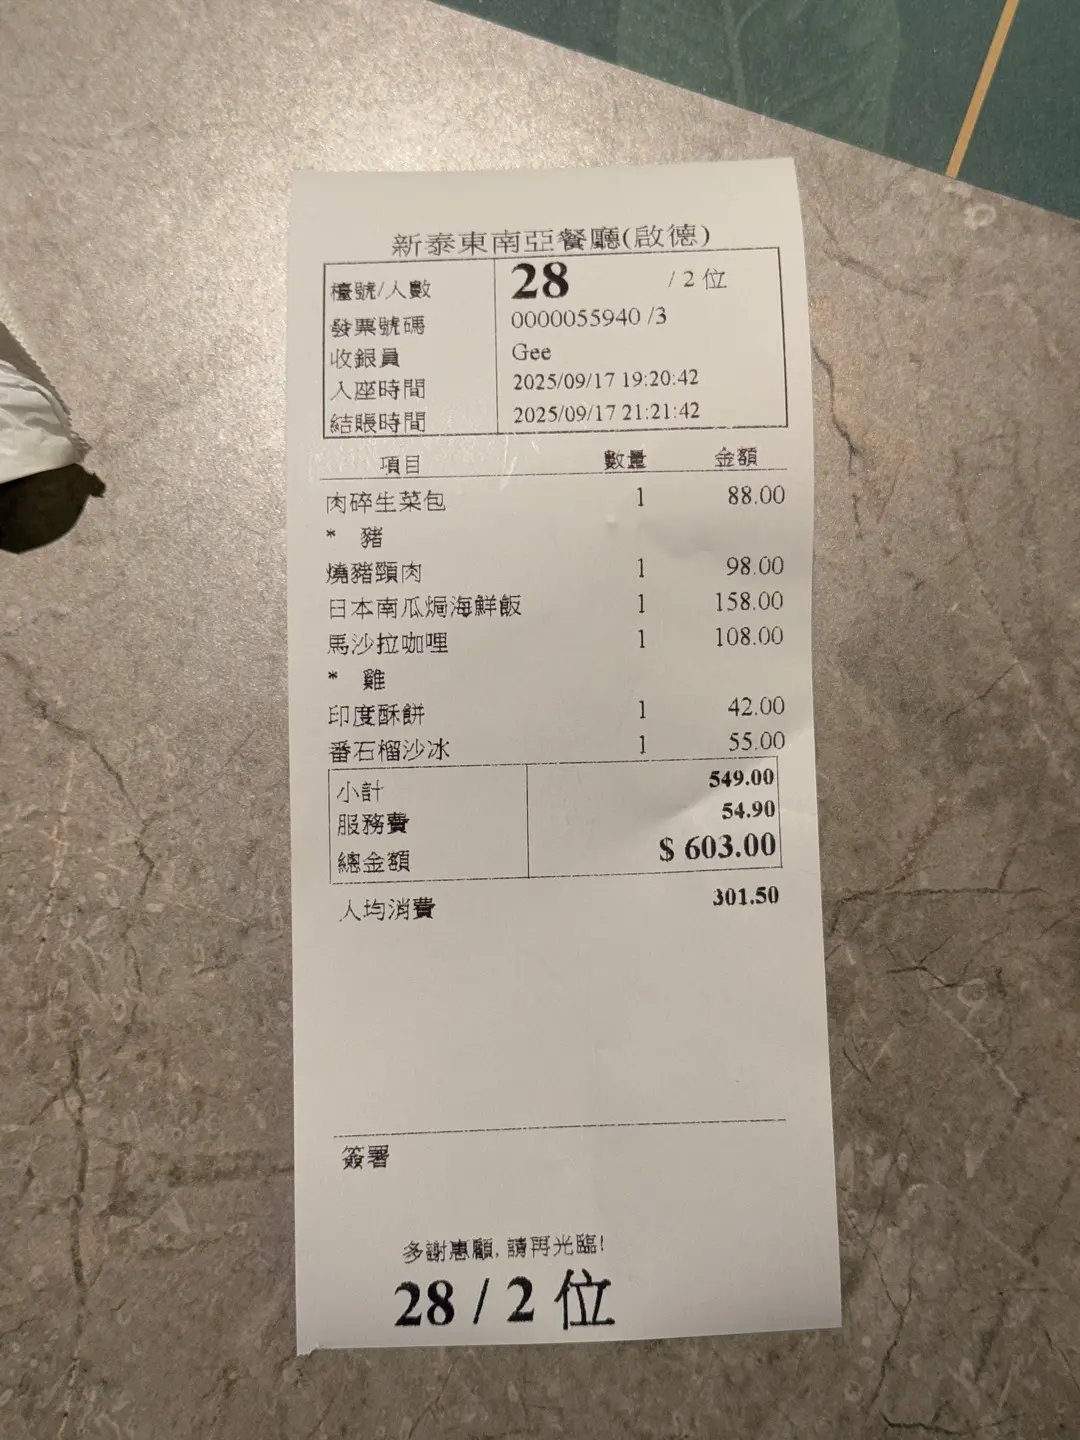 新泰東南亞餐廳(啟德)
檯號/人數 28 / 2 位
發票號碼 0000055940 /3
收銀員 Gee
入座時間 2025/09/17 19:20:42
結賬時間 2025/09/17 21:21:42
項目 數量 金額
肉碎生菜包 1 88.00
* 豬
燒豬頸肉 1 98.00
日本南瓜焗海鮮飯 1 158.00
馬沙拉咖哩 1 108.00
* 雞
印度酥餅 1 42.00
番石榴沙冰 1 55.00
小計 549.00
服務費 54.90
總金額 $ 603.00
人均消費 301.50
簽署
多謝惠顧, 請再光臨!
28 / 2 位